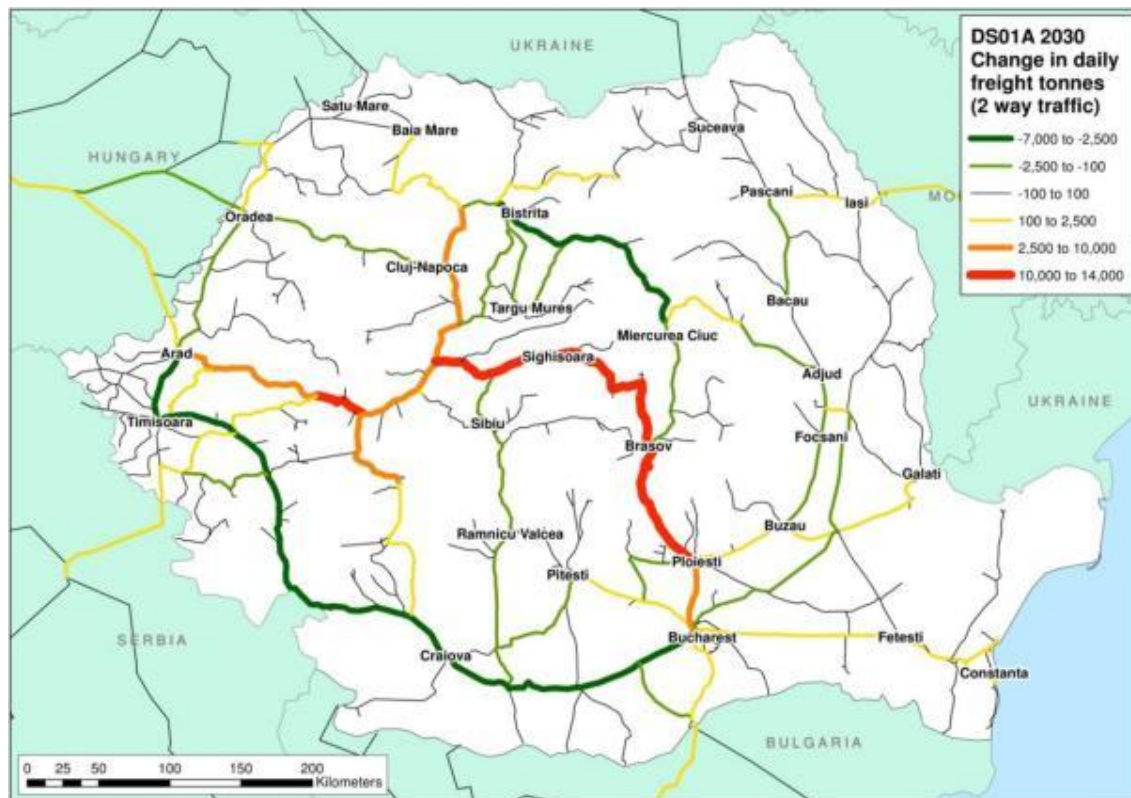 UKRAINE
DS01A 2030
Change in daily
freight tonnes
(2 way traffic)
-7,000 to -2,500
-2,500 to -100
-100 to 100
100 to 2,500
2,500 to 10,000
10,000 to 14,000
Satu Mare
Baia Mare
Suceava
HUNGARY
Pascani
Iasi
MO
Oradea
Bistrita
Cluj-Napoca
Targu Mures
Bacau
Miercurea Ciuc
Arad
Sighisoara
Adjud
UKRAINE
Timisoara
Sibiu
Brasov
Focsani
Galati
Ramnicu Valcea
Buzau
Pitesti
Ploiesti
SERBIA
Craiova
Bucharest
Fetesti
Constanta
BULGARIA
0 25 50 100 150 200
Kilometers